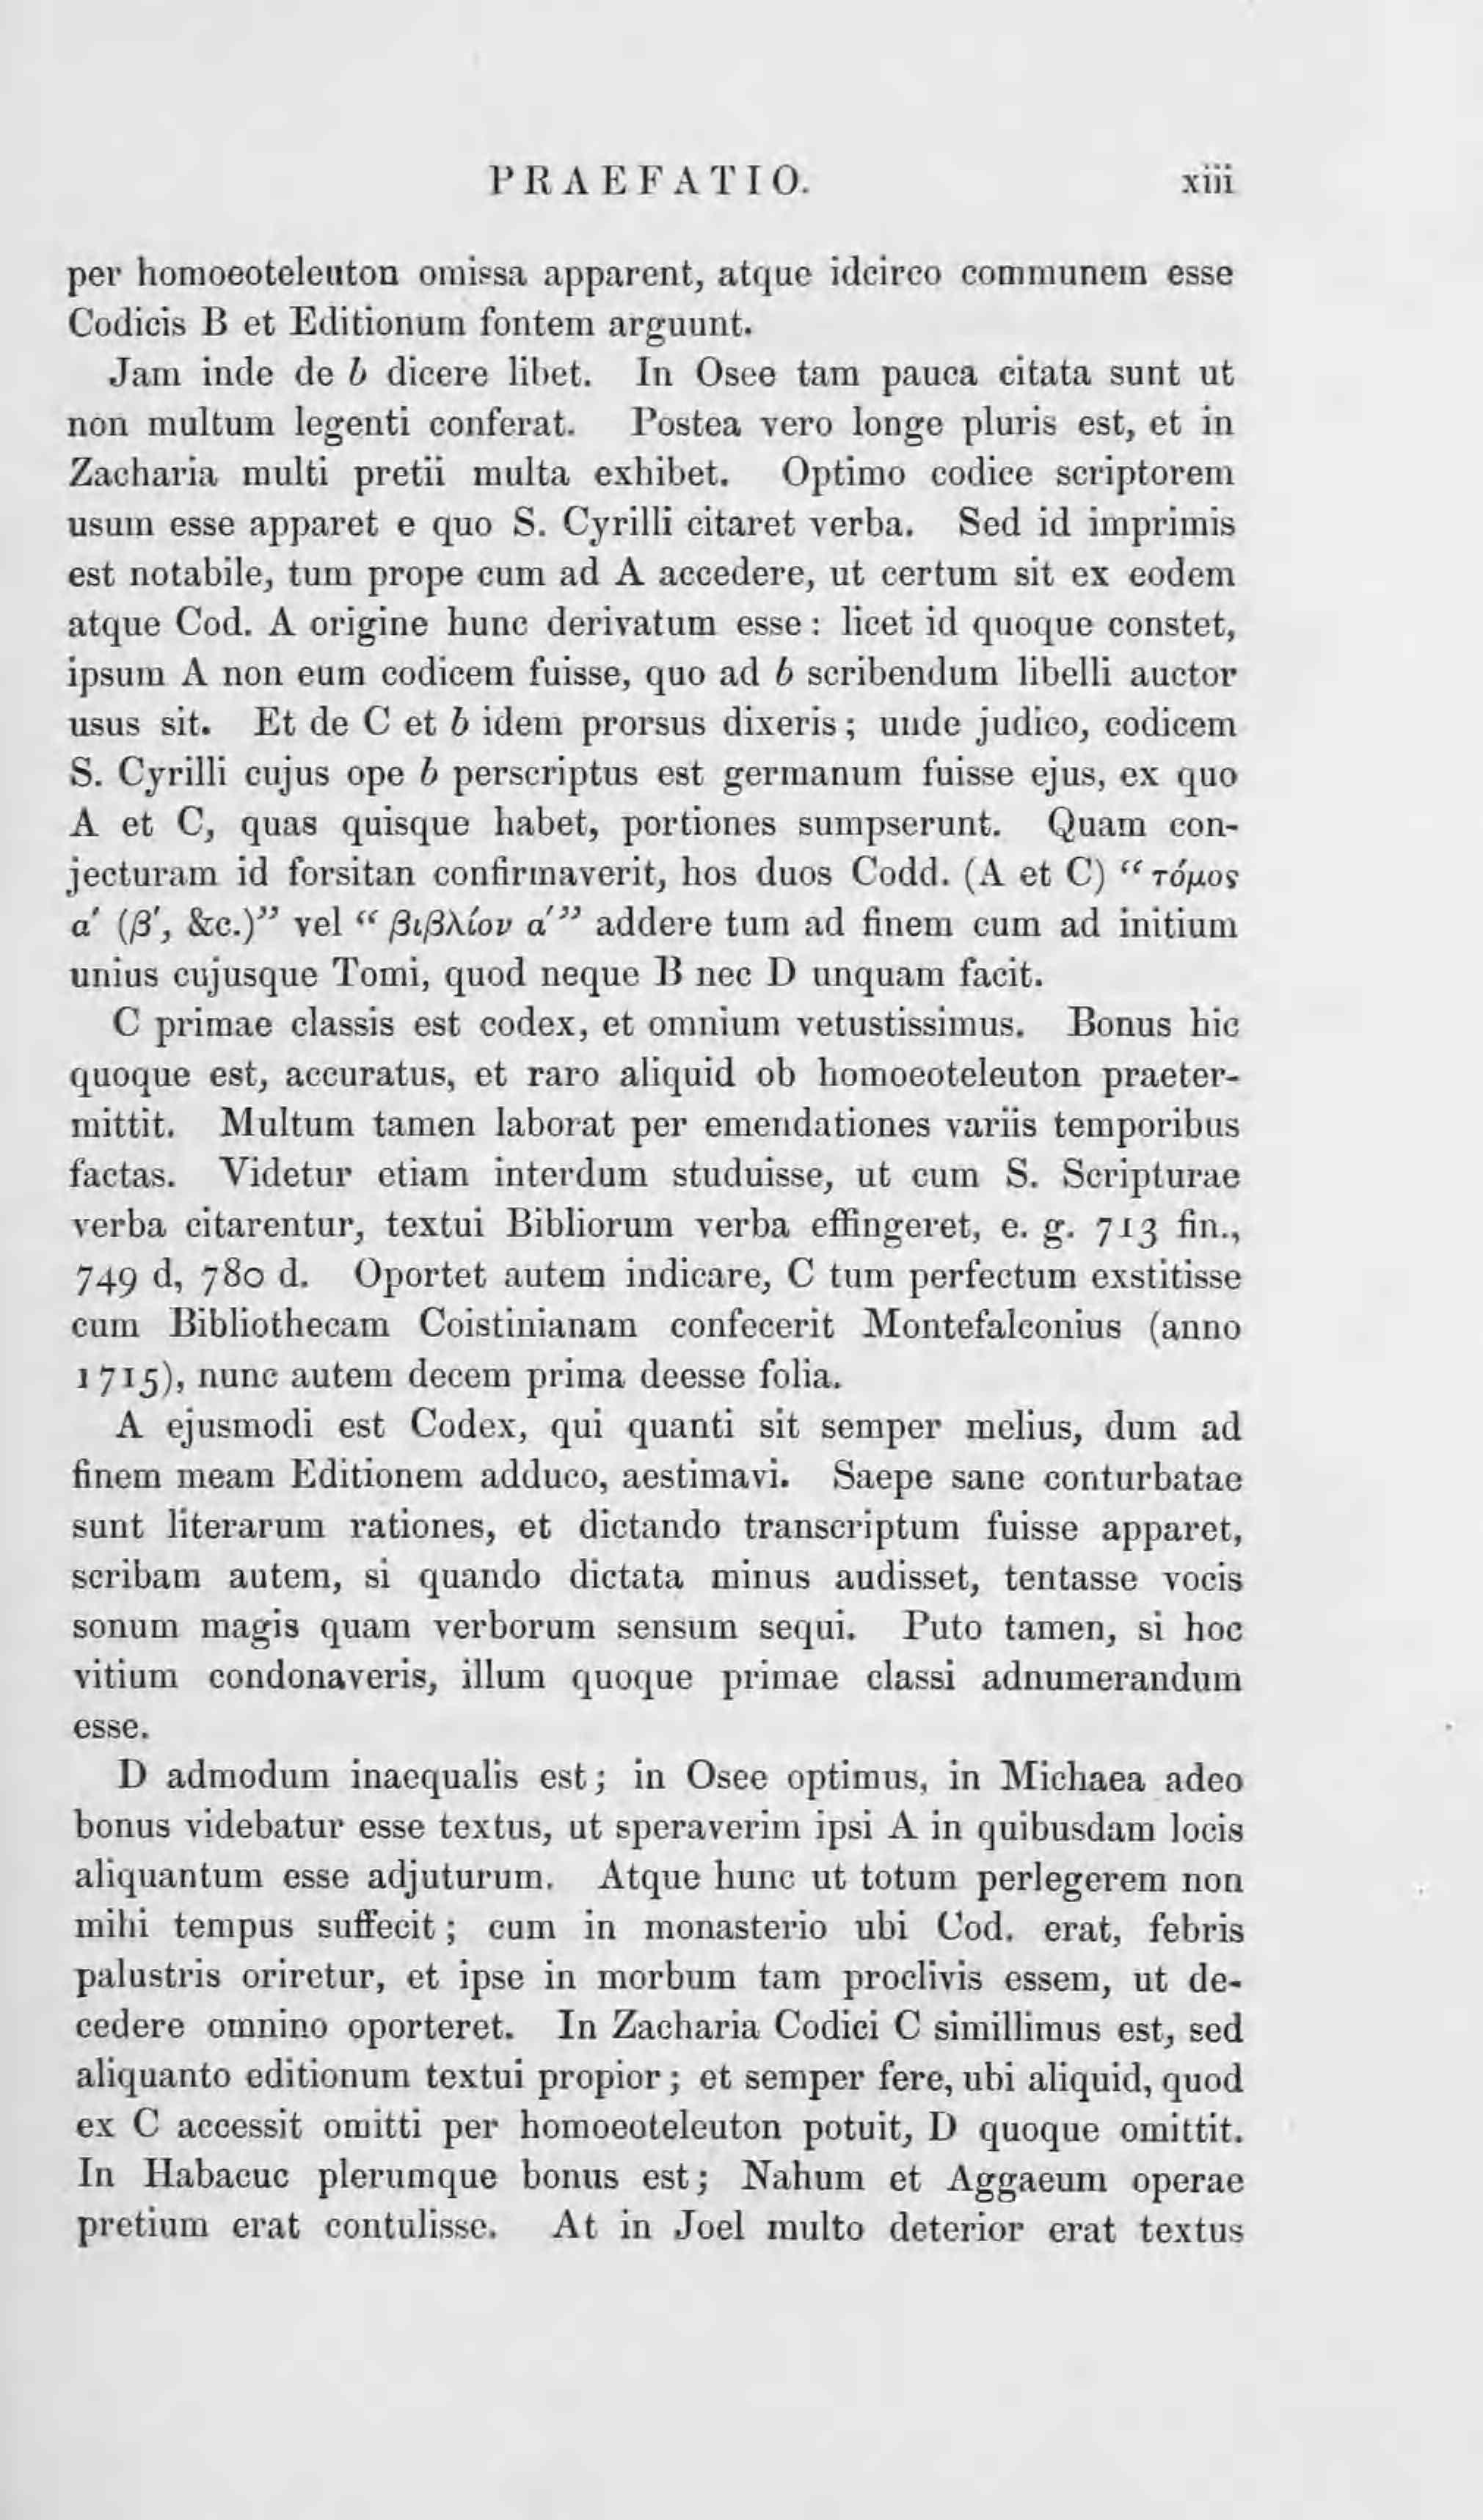 PRAEFATIO. xiii
per homoeoteleuton omissa apparent, atque idcirco communem esse
Codicis B et Editionum fontem arguunt.
Jam inde de b dicere libet. In Osee tam pauca citata sunt ut
non multum legenti conferat. Postea vero longe pluris est, et in
Zacharia multi pretii multa exhibet. Optimo codice scriptorem
usum esse apparet e quo S. Cyrilli citaret verba. Sed id imprimis
est notabile, tum prope cum ad A accedere, ut certum sit ex eodem
atque Cod. A origine hunc derivatum esse: licet id quoque constet,
ipsum A non eum codicem fuisse, quo ad b scribendum libelli auctor
usus sit. Et de C et b idem prorsus dixeris; unde judico, codicem
S. Cyrilli cujus ope b perscriptus est germanum fuisse ejus, ex quo
A et C, quas quisque habet, portiones sumpserunt. Quam con-
jecturam id forsitan confirmaverit, hos duos Codd. (A et C) “τόμος
α′ (β′, &c.)” vel “βιβλίον α′” addere tum ad finem cum ad initium
unius cujusque Tomi, quod neque B nec D unquam facit.
C primae classis est codex, et omnium vetustissimus. Bonus hic
quoque est, accuratus, et raro aliquid ob homoeoteleuton praeter-
mittit. Multum tamen laborat per emendationes variis temporibus
factas. Videtur etiam interdum studuisse, ut cum S. Scripturae
verba citarentur, textui Bibliorum verba effingeret, e. g. 713 fin.,
749 d, 780 d. Oportet autem indicare, C tum perfectum exstitisse
cum Bibliothecam Coistinianam confecerit Montefalconius (anno
1715), nunc autem decem prima deesse folia.
A ejusmodi est Codex, qui quanti sit semper melius, dum ad
finem meam Editionem adduco, aestimavi. Saepe sane conturbatae
sunt literarum rationes, et dictando transcriptum fuisse apparet,
scribam autem, si quando dictata minus audisset, tentasse vocis
sonum magis quam verborum sensum sequi. Puto tamen, si hoc
vitium condonaveris, illum quoque primae classi adnumerandum
esse.
D admodum inaequalis est; in Osee optimus, in Michaea adeo
bonus videbatur esse textus, ut speraverim ipsi A in quibusdam locis
aliquantum esse adjuturum. Atque hunc ut totum perlegerem non
mihi tempus suffecit; cum in monasterio ubi Cod. erat, febris
palustris oriretur, et ipse in morbum tam proclivis essem, ut de-
cedere omnino oporteret. In Zacharia Codici C simillimus est, sed
aliquanto editionum textui propior; et semper fere, ubi aliquid, quod
ex C accessit omitti per homoeoteleuton potuit, D quoque omittit.
In Habacuc plerumque bonus est; Nahum et Aggaeum operae
pretium erat contulisse. At in Joel multo deterior erat textus